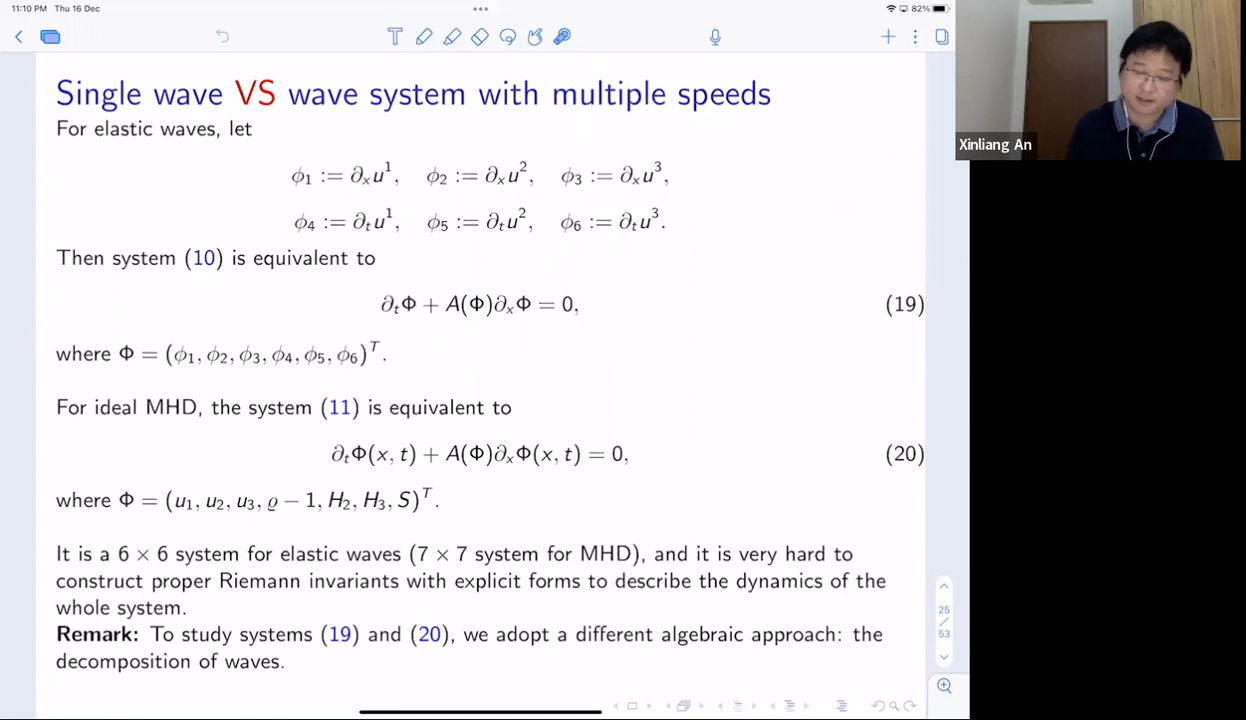 11:10 PM Thu 16 Dec
82%
Single wave VS wave system with multiple speeds
For elastic waves, let
ϕ₁ := ∂ₓu¹, ϕ₂ := ∂ₓu², ϕ₃ := ∂ₓu³,
ϕ₄ := ∂ₜu¹, ϕ₅ := ∂ₜu², ϕ₆ := ∂ₜu³.
Then system (10) is equivalent to
∂ₜΦ + A(Φ)∂ₓΦ = 0, (19)
where Φ = (ϕ₁, ϕ₂, ϕ₃, ϕ₄, ϕ₅, ϕ₆)ᵀ.
For ideal MHD, the system (11) is equivalent to
∂ₜΦ(x, t) + A(Φ)∂ₓΦ(x, t) = 0, (20)
where Φ = (u₁, u₂, u₃, ϱ − 1, H₂, H₃, S)ᵀ.
It is a 6 × 6 system for elastic waves (7 × 7 system for MHD), and it is very hard to
construct proper Riemann invariants with explicit forms to describe the dynamics of the
whole system.
Remark: To study systems (19) and (20), we adopt a different algebraic approach: the
decomposition of waves.
25
/
53
Xinliang An